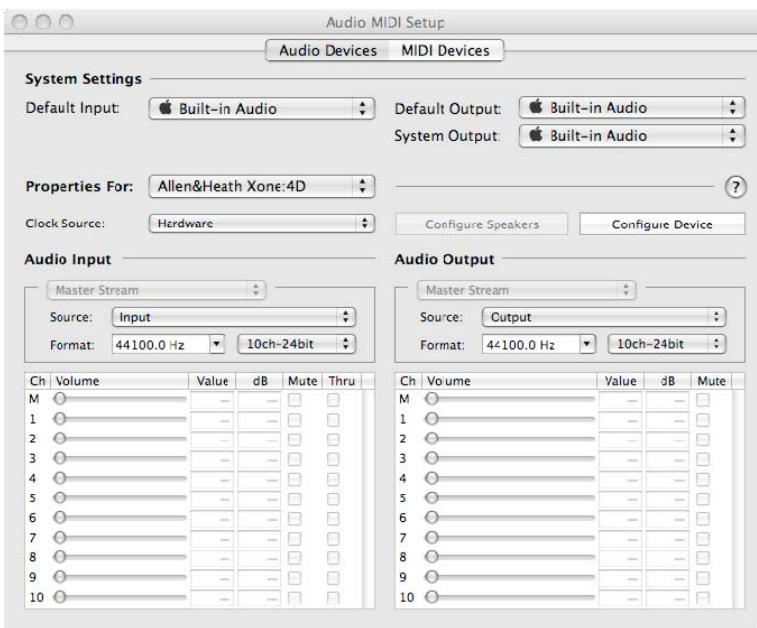 Audio MIDI Setup
Audio Devices MIDI Devices
System Settings
Default Input: Built-in Audio
Default Output: Built-in Audio
System Output: Built-in Audio
Properties For: Allen&Heath Xone:4D
?
Clock Source: Hardware
Configure Speakers Configure Device
Audio Input
Master Stream
Source: Input
Format: 44100.0 Hz 10ch-24bit
Ch Volume Value dB Mute Thru
M
1
2
3
4
5
6
7
8
9
10
Audio Output
Master Stream
Source: Output
Format: 44100.0 Hz 10ch-24bit
Ch Volume Value dB Mute
M
1
2
3
4
5
6
7
8
9
10